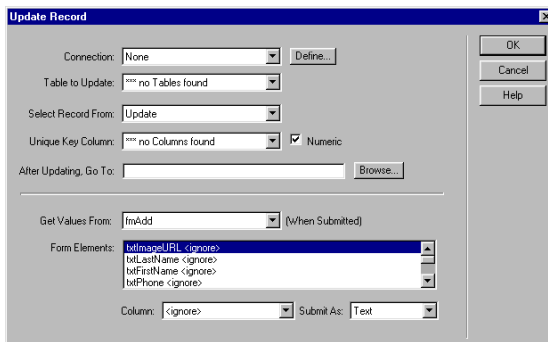 Update Record
Connection: None Define...
Table to Update: *** no Tables found
Select Record From: Update
Unique Key Column: *** no Columns found Numeric
After Updating, Go To: Browse...
Get Values From: fmAdd (When Submitted)
Form Elements: txtImageURL <ignore>
txtLastName <ignore>
txtFirstName <ignore>
txtPhone <ignore>
Column: <ignore> Submit As: Text
OK
Cancel
Help